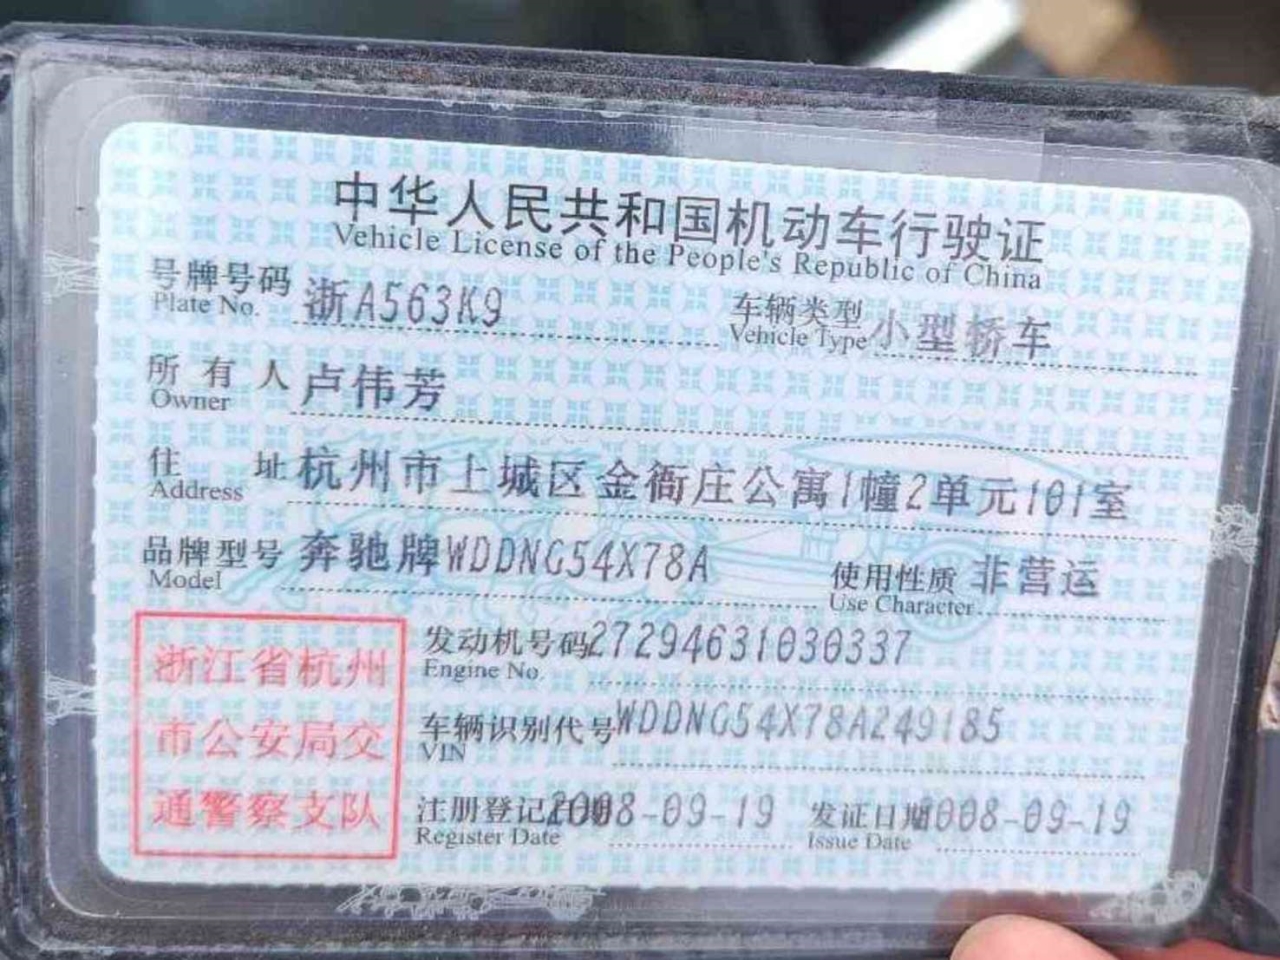 中华人民共和国机动车行驶证
Vehicle License of the People's Republic of China
号牌号码 浙A563K9 车辆类型 小型轿车
Plate No. Vehicle Type
所有人 卢伟芳
Owner
住址 杭州市上城区金衙庄公寓1幢2单元101室
Address
品牌型号 奔驰牌WDDNG54X78A 使用性质 非营运
Model Use Character
浙江省杭州
市公安局交
通警察支队
发动机号码 27294631030337
Engine No.
车辆识别代号 WDDNG54X78A249185
VIN
注册登记日期 2008-09-19 发证日期 2008-09-19
Register Date Issue Date